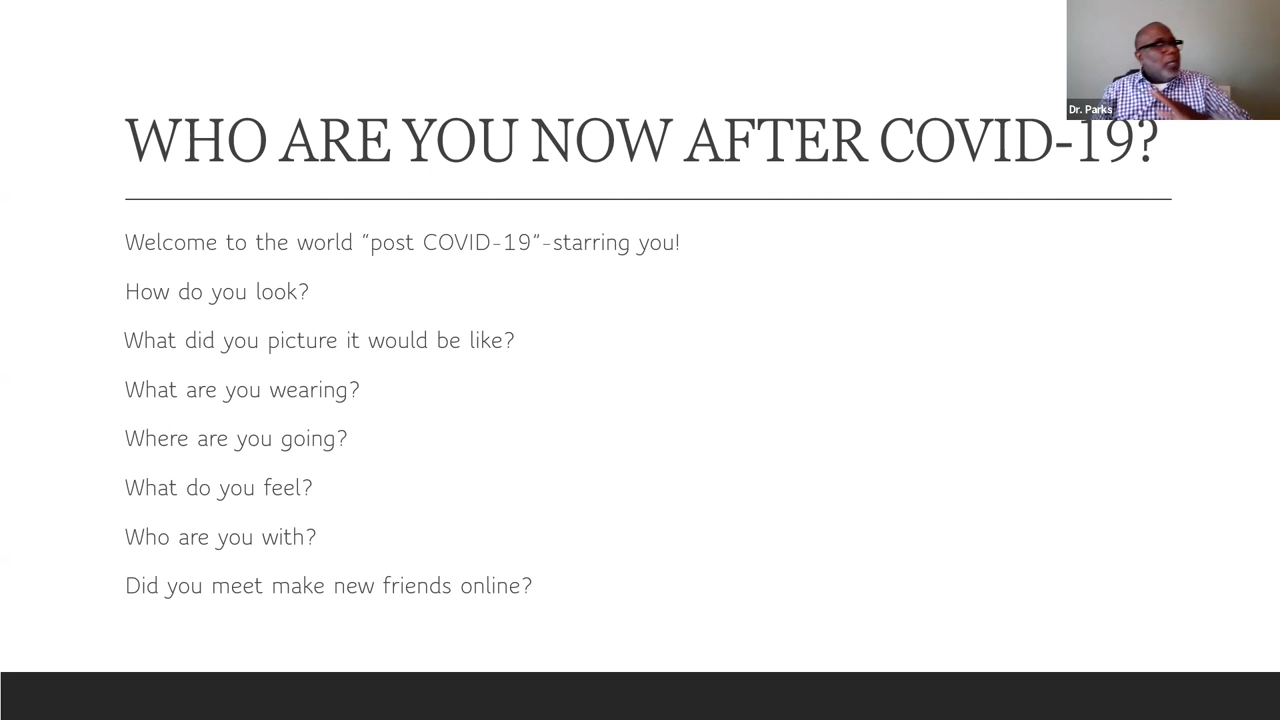 Dr. Parks
WHO ARE YOU NOW AFTER COVID-19?
Welcome to the world “post COVID-19”-starring you!
How do you look?
What did you picture it would be like?
What are you wearing?
Where are you going?
What do you feel?
Who are you with?
Did you meet make new friends online?